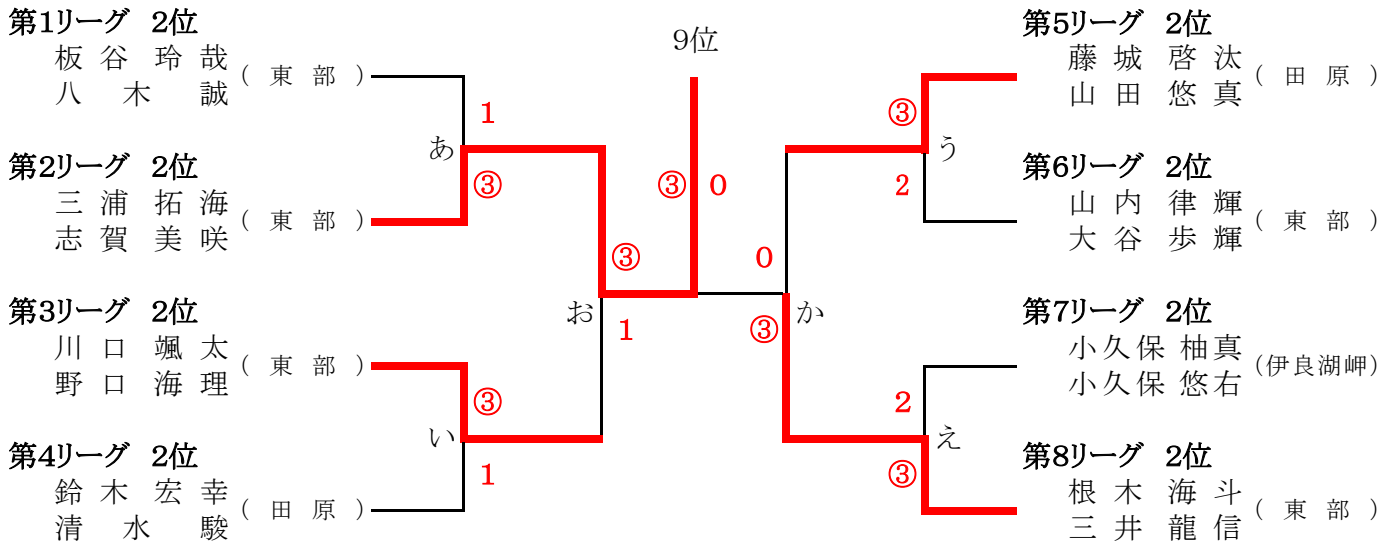 第1リーグ 2位
板谷 玲哉
八木 誠
(東部)
1
あ
第2リーグ 2位
三浦 拓海
志賀 美咲
(東部)
③
③
お
1
第3リーグ 2位
川口 颯太
野口 海理
(東部)
③
い
第4リーグ 2位
鈴木 宏幸
清水 駿
(田原)
1
9位
③ 0
第5リーグ 2位
藤城 啓汰
山田 悠真
(田原)
③
う
第6リーグ 2位
山内 律輝
大谷 歩輝
(東部)
2
0
か
③
第7リーグ 2位
小久保 柚真
小久保 悠右
(伊良湖岬)
2
え
第8リーグ 2位
根木 海斗
三井 龍信
(東部)
③